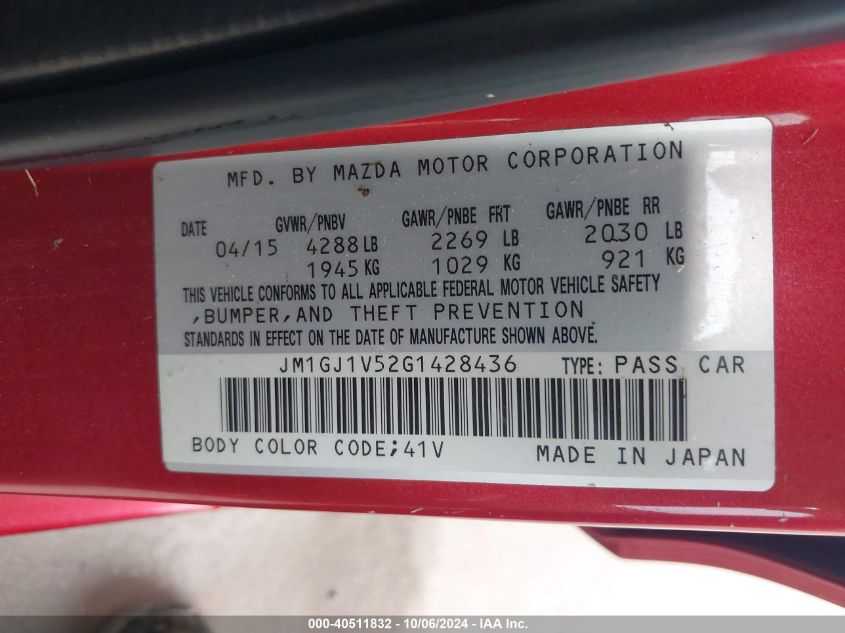 MFD. BY MAZDA MOTOR CORPORATION
DATE GVWR/PNBV GAWR/PNBE FRT GAWR/PNBE RR
04/15 4288 LB 2269 LB 2030 LB
1945 KG 1029 KG 921 KG
THIS VEHICLE CONFORMS TO ALL APPLICABLE FEDERAL MOTOR VEHICLE SAFETY
,BUMPER,AND THEFT PREVENTION
STANDARDS IN EFFECT ON THE DATE OF MANUFACTURE SHOWN ABOVE.
JM1GJ1V52G1428436 TYPE: PASS CAR
BODY COLOR CODE;41V MADE IN JAPAN
000-40511832 - 10/06/2024 - IAA Inc.